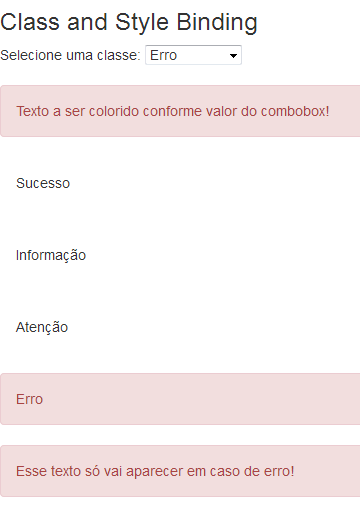 Class and Style Binding
Selecione uma classe: Erro
Texto a ser colorido conforme valor do combobox!
Sucesso
Informação
Atenção
Erro
Esse texto só vai aparecer em caso de erro!